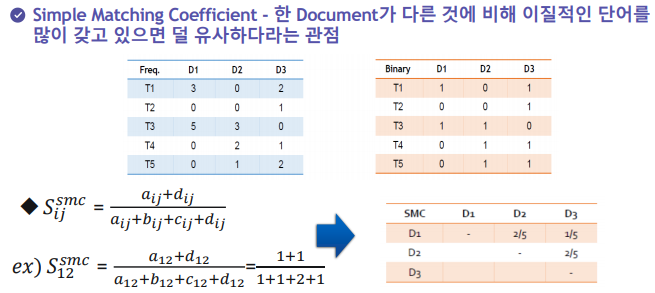 Simple Matching Coefficient - 한 Document가 다른 것에 비해 이질적인 단어를
많이 갖고 있으면 덜 유사하다라는 관점
Freq. D1 D2 D3
T1 3 0 2
T2 0 0 1
T3 5 3 0
T4 0 2 1
T5 0 1 2
Binary D1 D2 D3
T1 1 0 1
T2 0 0 1
T3 1 1 0
T4 0 1 1
T5 0 1 1
◆ S_{ij}^{smc} = \frac{a_{ij}+d_{ij}}{a_{ij}+b_{ij}+c_{ij}+d_{ij}}
ex) S_{12}^{smc} = \frac{a_{12}+d_{12}}{a_{12}+b_{12}+c_{12}+d_{12}} = \frac{1+1}{1+1+2+1}
SMC D1 D2 D3
D1 - 2/5 1/5
D2 - 2/5
D3 -